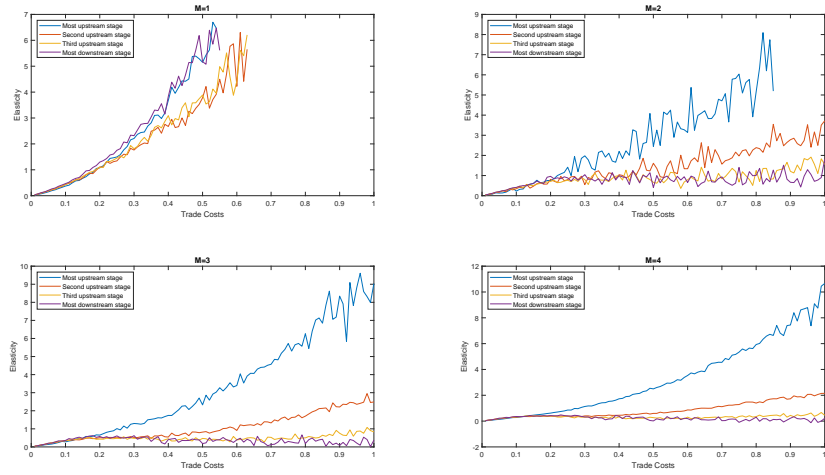 M=1
7
6
5
4
3
2
1
0
Elasticity
Most upstream stage
Second upstream stage
Third upstream stage
Most downstream stage
0 0.1 0.2 0.3 0.4 0.5 0.6 0.7 0.8 0.9 1
Trade Costs
M=2
9
8
7
6
5
4
3
2
1
0
Elasticity
Most upstream stage
Second upstream stage
Third upstream stage
Most downstream stage
0 0.1 0.2 0.3 0.4 0.5 0.6 0.7 0.8 0.9 1
Trade Costs
M=3
10
9
8
7
6
5
4
3
2
1
0
Elasticity
Most upstream stage
Second upstream stage
Third upstream stage
Most downstream stage
0 0.1 0.2 0.3 0.4 0.5 0.6 0.7 0.8 0.9 1
Trade Costs
M=4
12
10
8
6
4
2
0
-2
Elasticity
Most upstream stage
Second upstream stage
Third upstream stage
Most downstream stage
0 0.1 0.2 0.3 0.4 0.5 0.6 0.7 0.8 0.9 1
Trade Costs